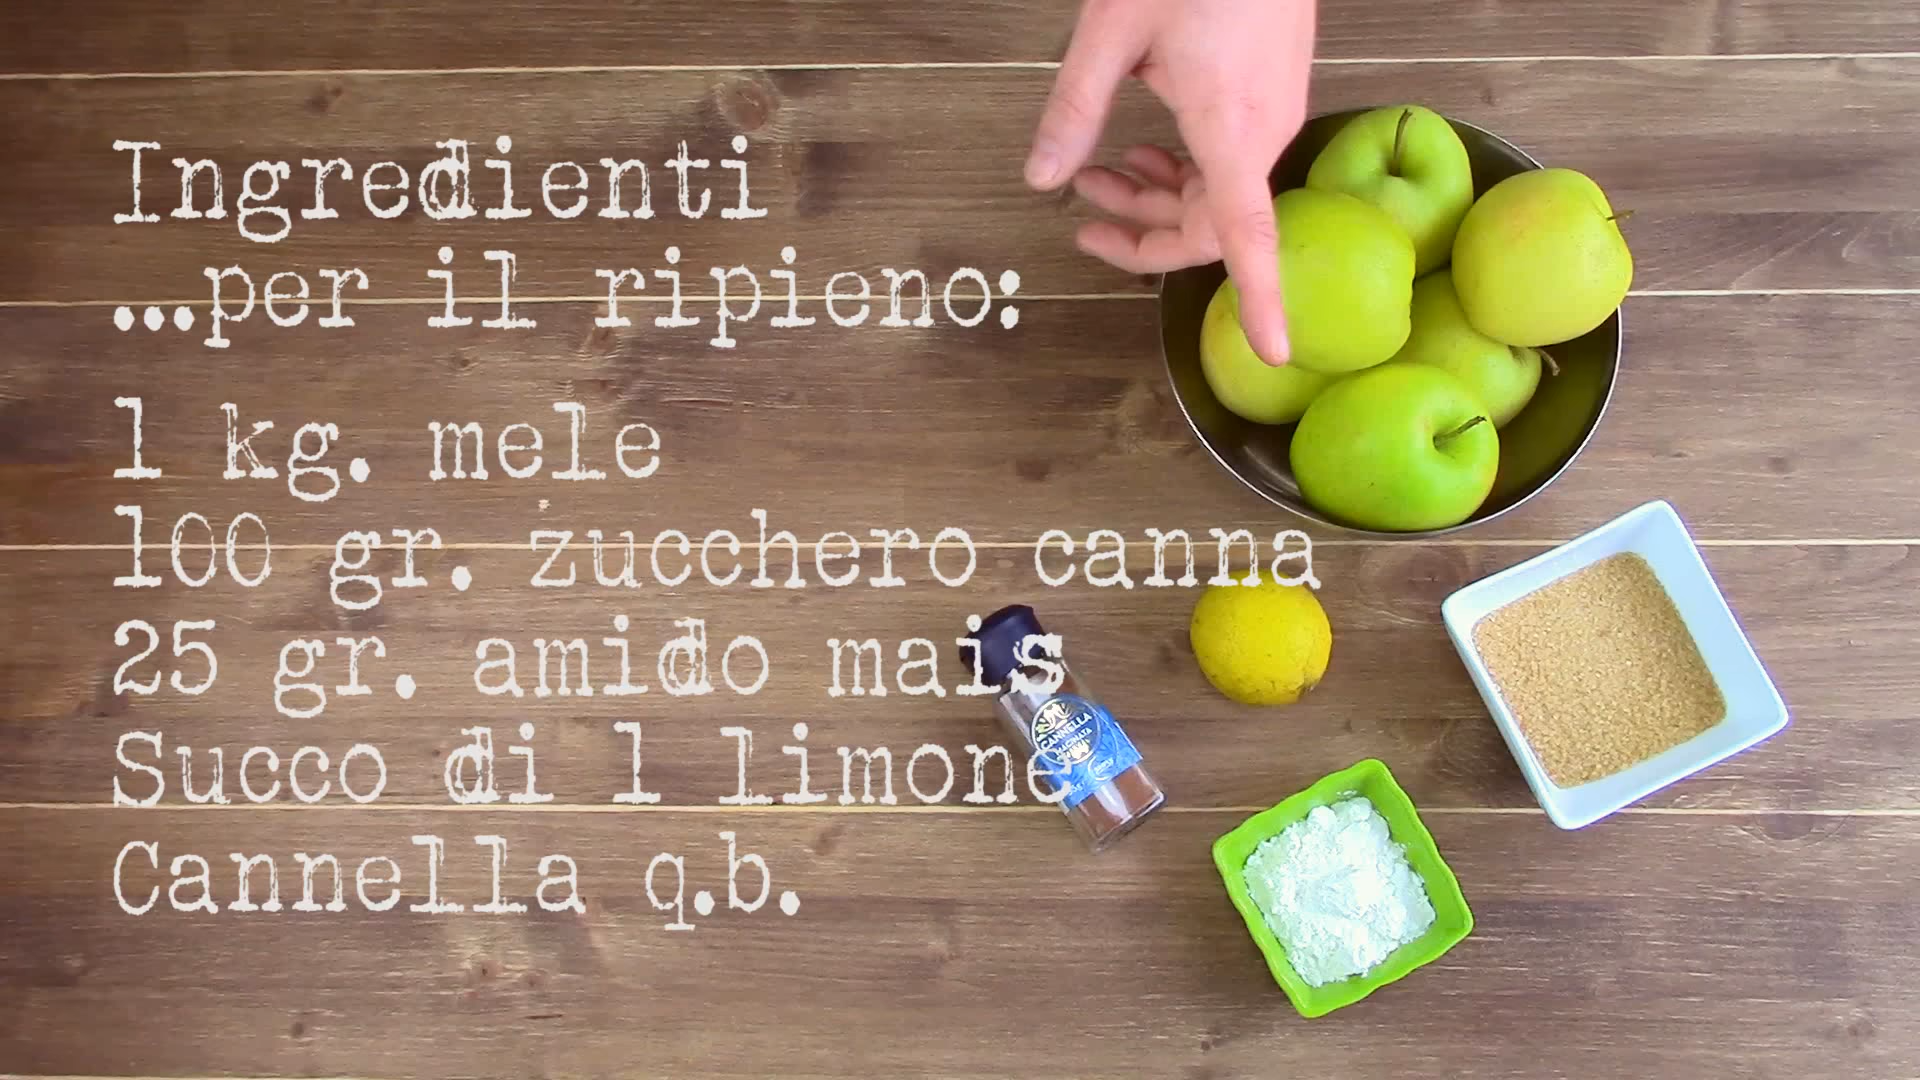 Ingredienti
...per il ripieno:
1 kg. mele
100 gr. zucchero canna
25 gr. amido mais
Succo di 1 limone
Cannella q.b.
CANNELLA
MACINATA